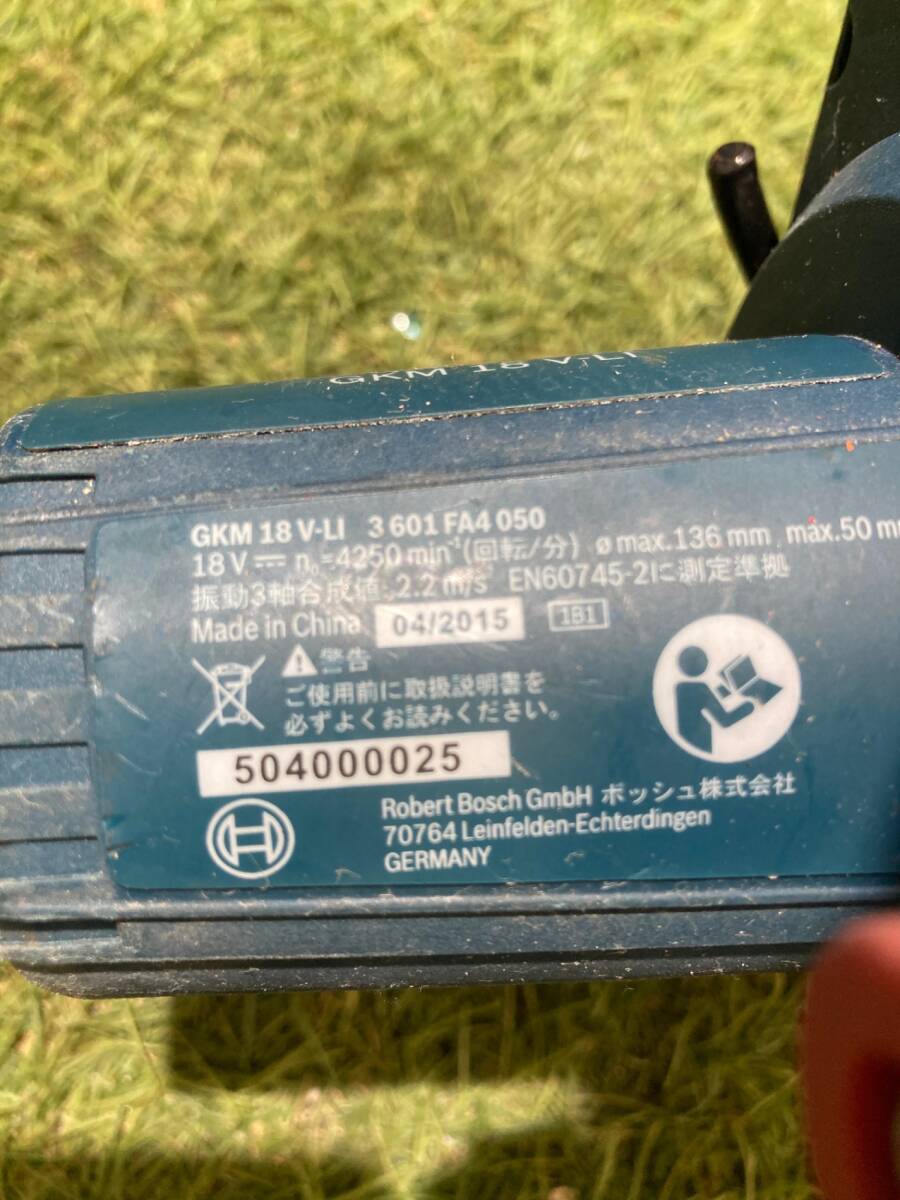 GKM 18 V-LI
GKM 18 V-LI 3 601 FA4 050
18 V ⎓ n₀=4250 min⁻¹(回転/分) ø max.136 mm max.50 mm
振動3軸合成値 2.2 m/s EN60745-2に測定準拠
Made in China 04/2015 1B1
警告
ご使用前に取扱説明書を
必ずよくお読みください。
504000025
Robert Bosch GmbH ボッシュ株式会社
70764 Leinfelden-Echterdingen
GERMANY